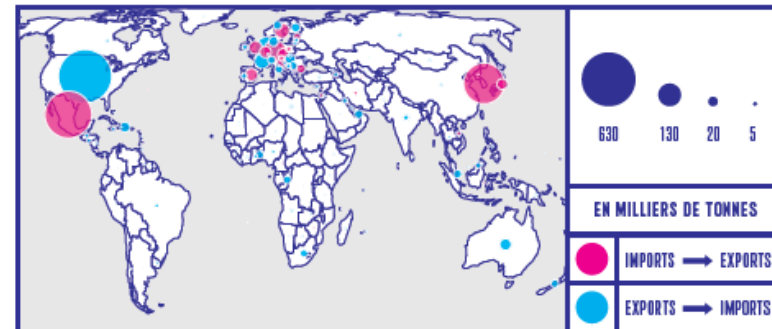 630 130 20 5
EN MILLIERS DE TONNES
IMPORTS → EXPORTS
EXPORTS → IMPORTS